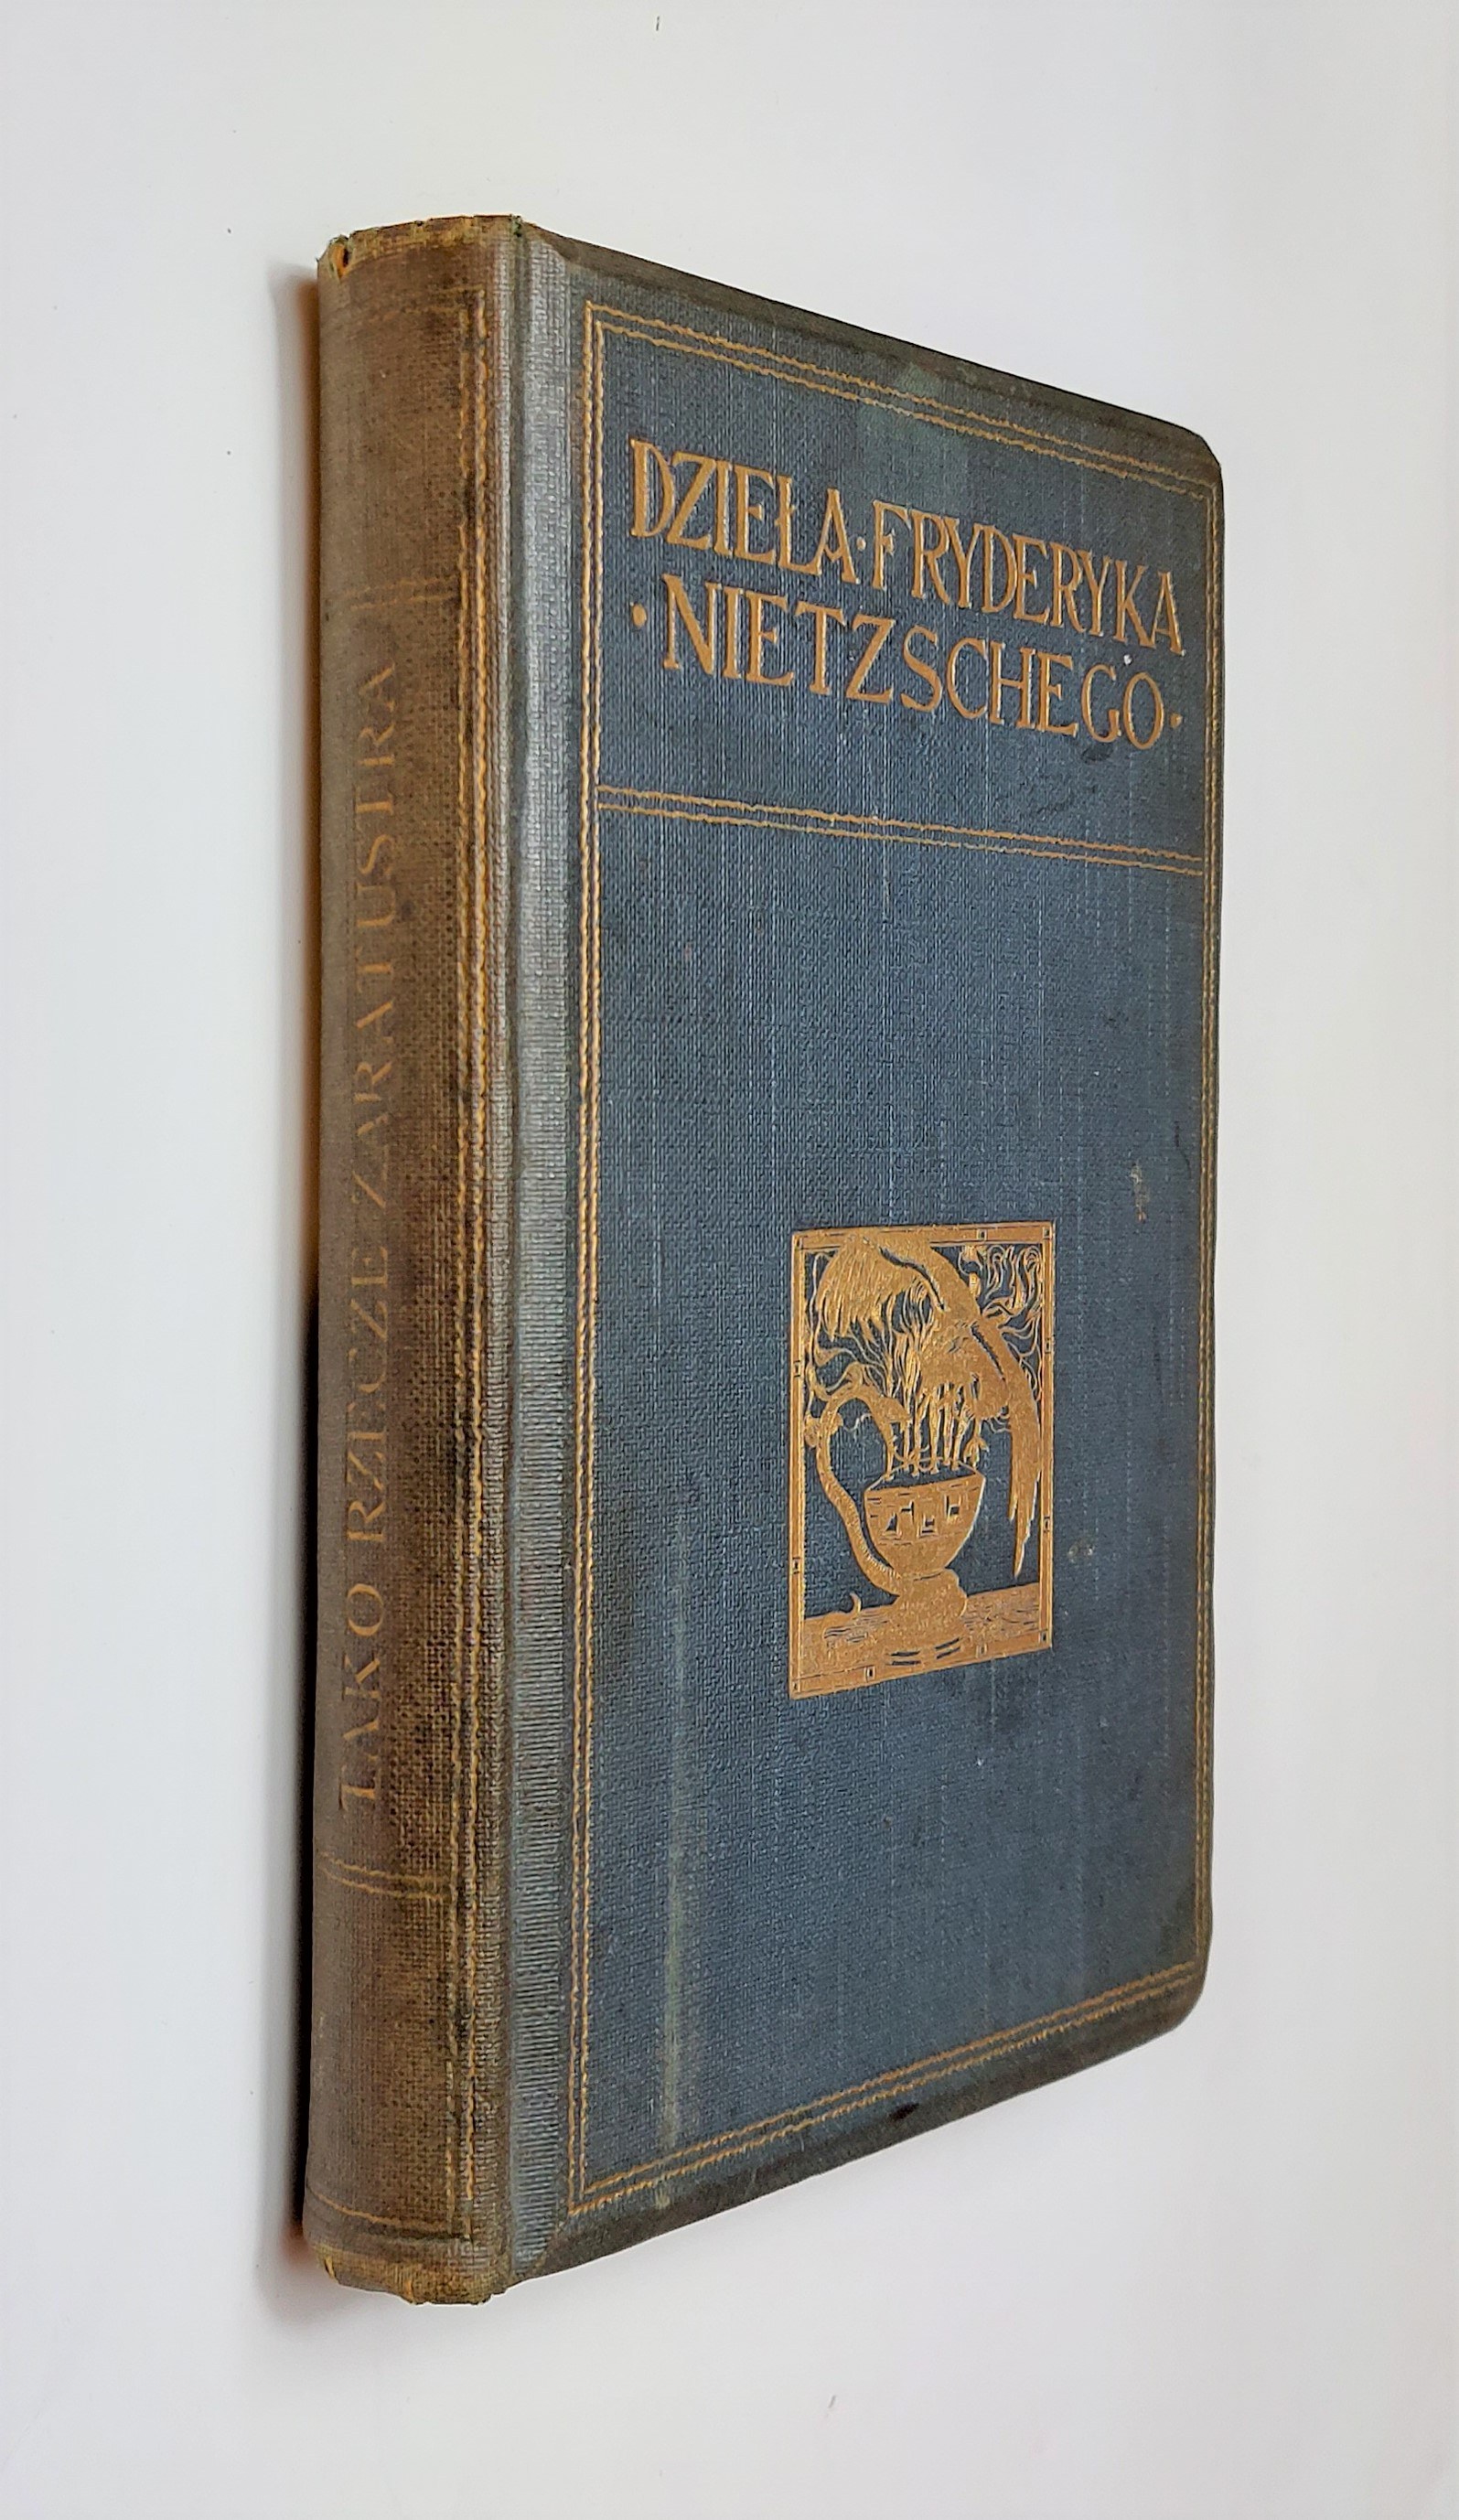 DZIEŁA·FRYDERYKA
·NIETZSCHEGO·
TAKO RZECZE ZARATUSTRA